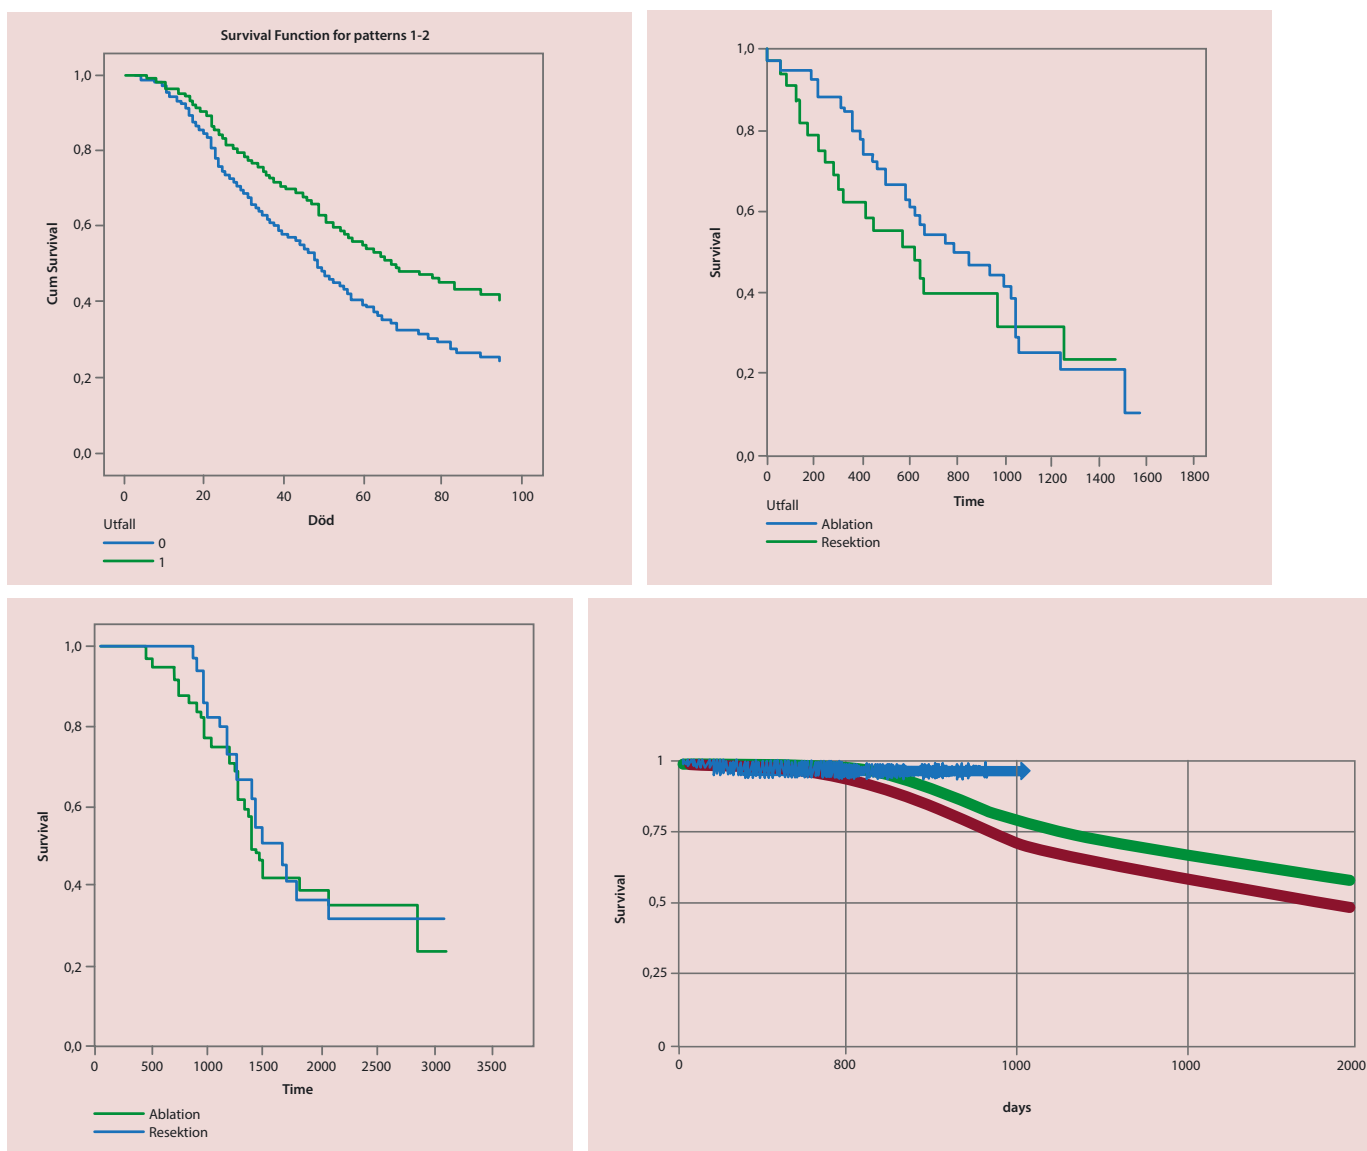 Survival Function for patterns 1-2
1,0
0,8
0,6
0,4
0,2
0,0
Cum Survival
0 20 40 60 80 100
Död
Utfall
0
1
1,0
0,8
0,6
0,4
0,2
0,0
Survival
0 200 400 600 800 1000 1200 1400 1600 1800
Time
Utfall
Ablation
Resektion
1,0
0,8
0,6
0,4
0,2
0,0
Survival
0 500 1000 1500 2000 2500 3000 3500
Time
Ablation
Resektion
1
0,75
0,5
0,25
0
Survival
0 800 1000 1000 2000
days